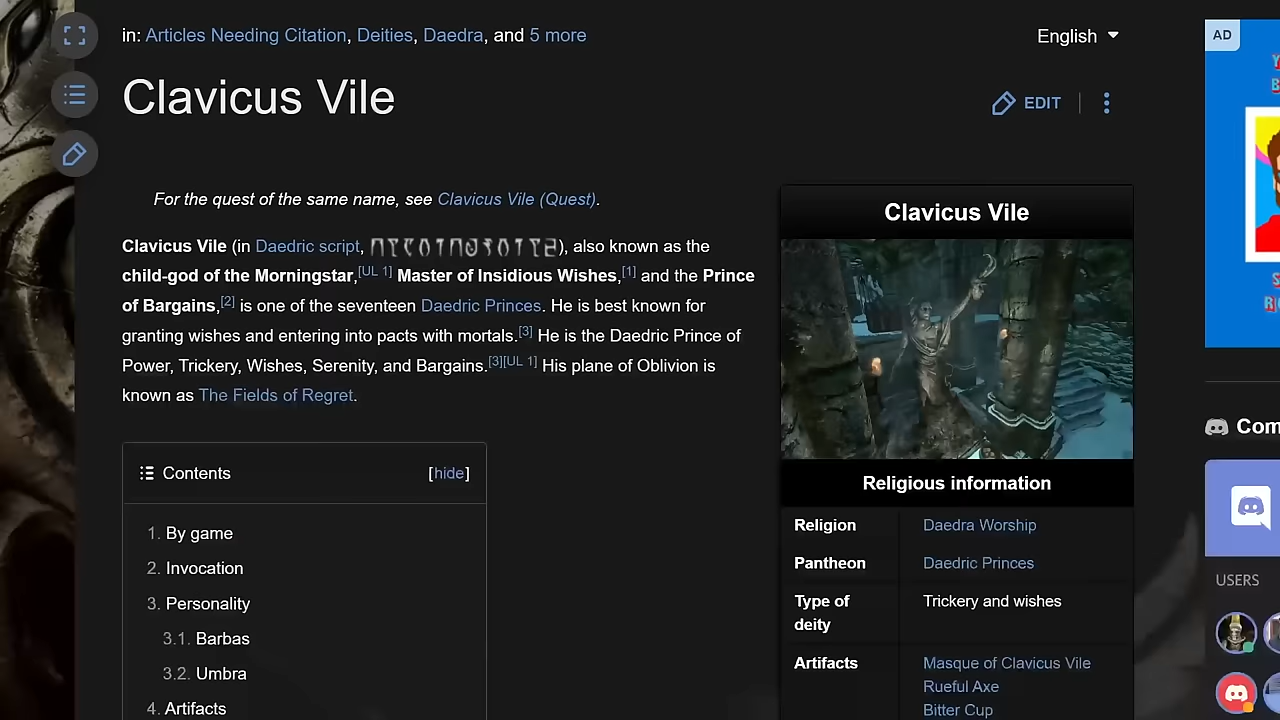 in: Articles Needing Citation, Deities, Daedra, and 5 more
English
AD
Clavicus Vile
EDIT
For the quest of the same name, see Clavicus Vile (Quest).
Clavicus Vile (in Daedric script, ), also known as the
child-god of the Morningstar,[UL 1] Master of Insidious Wishes,[1] and the Prince
of Bargains,[2] is one of the seventeen Daedric Princes. He is best known for
granting wishes and entering into pacts with mortals.[3] He is the Daedric Prince of
Power, Trickery, Wishes, Serenity, and Bargains.[3][UL 1] His plane of Oblivion is
known as The Fields of Regret.
Contents [hide]
1. By game
2. Invocation
3. Personality
3.1. Barbas
3.2. Umbra
4. Artifacts
Clavicus Vile
Religious information
Religion Daedra Worship
Pantheon Daedric Princes
Type of deity Trickery and wishes
Artifacts Masque of Clavicus Vile
Rueful Axe
Bitter Cup
Com
USERS